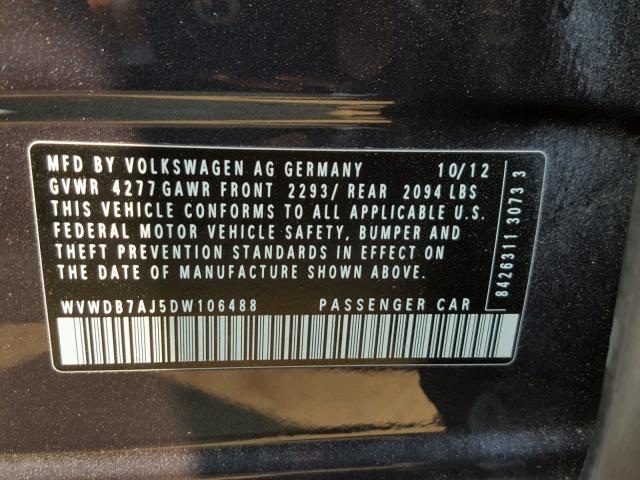 MFD BY VOLKSWAGEN AG GERMANY 10/12
GVWR 4277 GAWR FRONT 2293/ REAR 2094 LBS
THIS VEHICLE CONFORMS TO ALL APPLICABLE U.S.
FEDERAL MOTOR VEHICLE SAFETY, BUMPER AND
THEFT PREVENTION STANDARDS IN EFFECT ON
THE DATE OF MANUFACTURE SHOWN ABOVE.
WVWDB7AJ5DW106488 PASSENGER CAR
8426311 3073 3